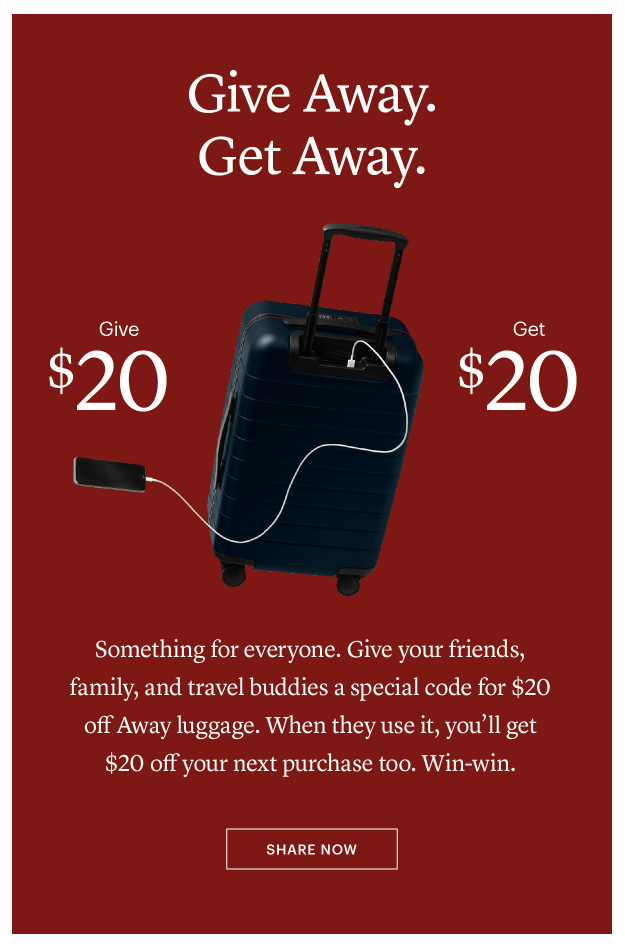 Give Away.
Get Away.
Give
$20
Get
$20
Something for everyone. Give your friends,
family, and travel buddies a special code for $20
off Away luggage. When they use it, you’ll get
$20 off your next purchase too. Win-win.
SHARE NOW